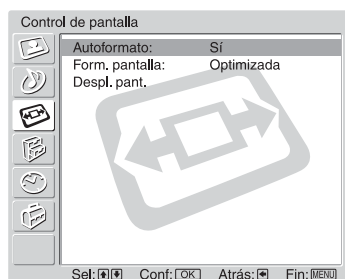 Control de pantalla
Autoformato: Sí
Form. pantalla: Optimizada
Despl. pant.
Sel: Conf: OK Atrás: Fin: MENU